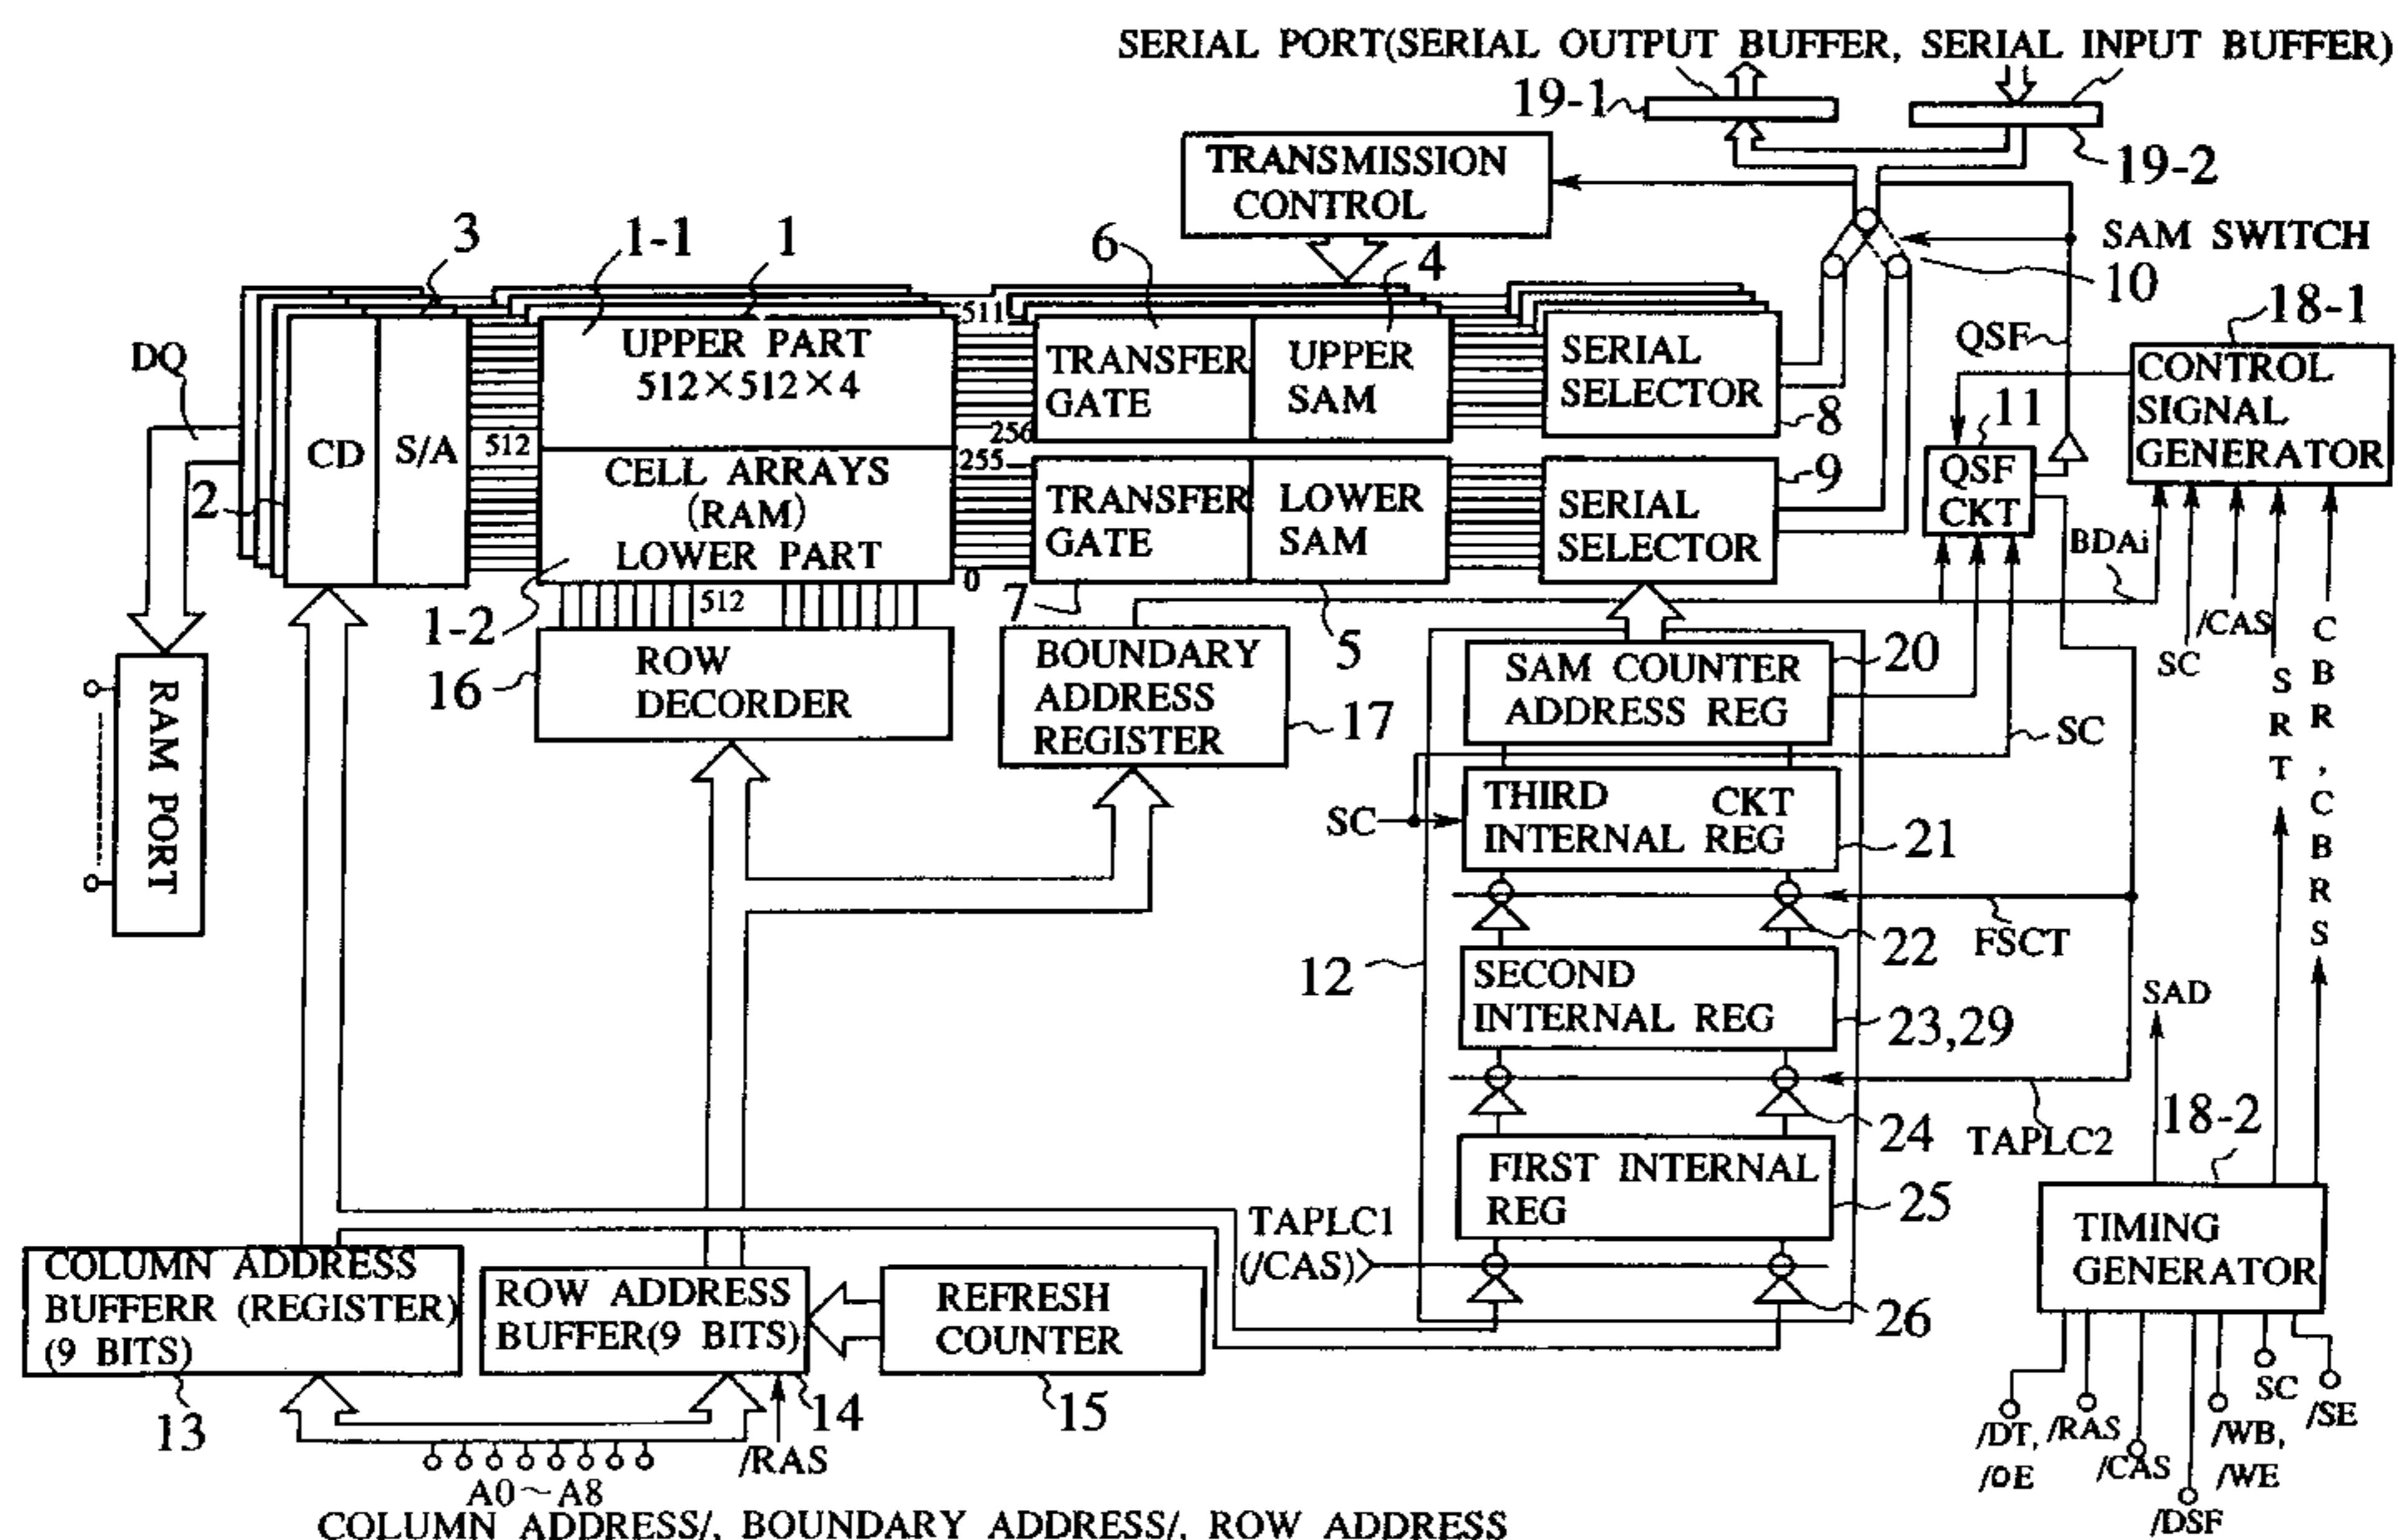 SERIAL PORT(SERIAL OUTPUT BUFFER, SERIAL INPUT BUFFER)
19-1
19-2
TRANSMISSION
CONTROL
SAM SWITCH
10
3
1-1
1
6
4
18-1
QSF
DQ
511
UPPER PART
512×512×4
TRANSFER
GATE
UPPER
SAM
SERIAL
SELECTOR
8
11
CONTROL
SIGNAL
GENERATOR
CD
S/A
512
256
255
2
CELL ARRAYS
(RAM)
LOWER PART
TRANSFER
GATE
LOWER
SAM
SERIAL
SELECTOR
9
QSF
CKT
BDAi
0
7
5
1-2
512
SC
/CAS
SRT
CBR,CBRS
RAM PORT
16
ROW
DECORDER
BOUNDARY
ADDRESS
REGISTER
17
SAM COUNTER
ADDRESS REG
20
SC
SC
THIRD CKT
INTERNAL REG
21
22
FSCT
12
SECOND
INTERNAL REG
23,29
SAD
24
TAPLC2
18-2
FIRST INTERNAL
REG
25
TAPLC1
(/CAS)
26
TIMING
GENERATOR
COLUMN ADDRESS
BUFFERR (REGISTER)
(9 BITS)
13
ROW ADDRESS
BUFFER(9 BITS)
14
REFRESH
COUNTER
15
/RAS
A0~A8
COLUMN ADDRESS/, BOUNDARY ADDRESS/, ROW ADDRESS
/DT,
/OE
/RAS
/CAS
/DSF
/WB,
/WE
SC
/SE